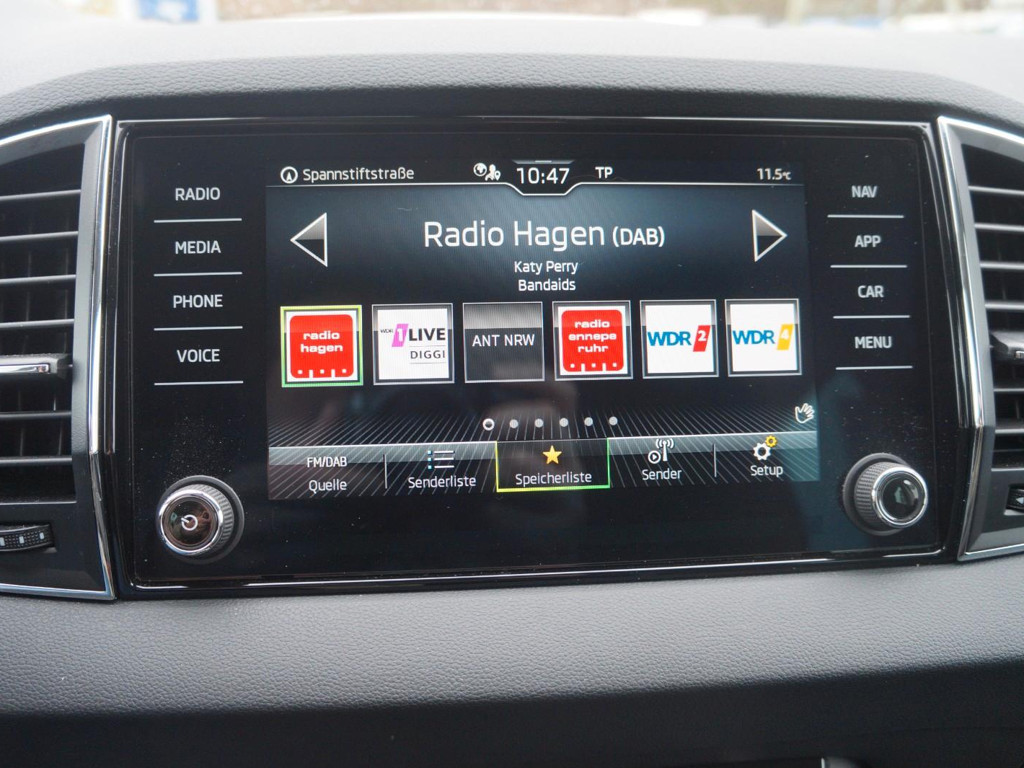 RADIO
MEDIA
PHONE
VOICE
Spannstiftstraße
10:47
TP
11.5°C
Radio Hagen (DAB)
Katy Perry
Bandaids
radio
hagen
WDR 1LIVE
DIGGI
ANT NRW
radio
ennepe
ruhr
WDR 2
WDR 4
FM/DAB
Quelle
Senderliste
Speicherliste
Sender
Setup
NAV
APP
CAR
MENU